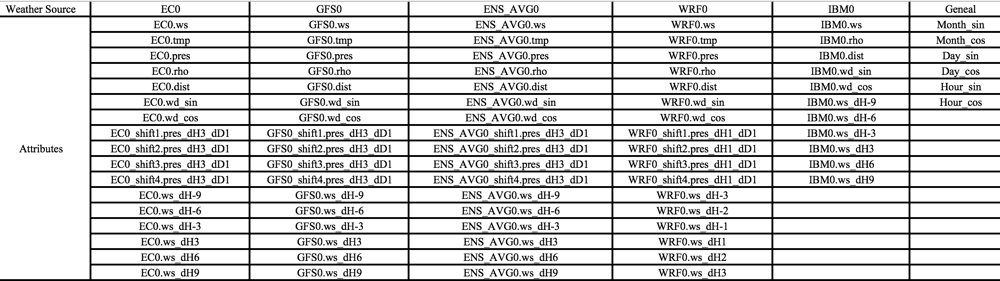 Weather Source EC0 GFS0 ENS_AVG0 WRF0 IBM0 Geneal
EC0.ws GFS0.ws ENS_AVG0.ws WRF0.ws IBM0.ws Month_sin
EC0.tmp GFS0.tmp ENS_AVG0.tmp WRF0.tmp IBM0.rho Month_cos
EC0.pres GFS0.pres ENS_AVG0.pres WRF0.pres IBM0.dist Day_sin
EC0.rho GFS0.rho ENS_AVG0.rho WRF0.rho IBM0.wd_sin Day_cos
EC0.dist GFS0.dist ENS_AVG0.dist WRF0.dist IBM0.wd_cos Hour_sin
EC0.wd_sin GFS0.wd_sin ENS_AVG0.wd_sin WRF0.wd_sin IBM0.ws_dH-9 Hour_cos
EC0.wd_cos GFS0.wd_cos ENS_AVG0.wd_cos WRF0.wd_cos IBM0.ws_dH-6
EC0_shift1.pres_dH3_dD1 GFS0_shift1.pres_dH3_dD1 ENS_AVG0_shift1.pres_dH3_dD1 WRF0_shift1.pres_dH1_dD1 IBM0.ws_dH-3
Attributes EC0_shift2.pres_dH3_dD1 GFS0_shift2.pres_dH3_dD1 ENS_AVG0_shift2.pres_dH3_dD1 WRF0_shift2.pres_dH1_dD1 IBM0.ws_dH3
EC0_shift3.pres_dH3_dD1 GFS0_shift3.pres_dH3_dD1 ENS_AVG0_shift3.pres_dH3_dD1 WRF0_shift3.pres_dH1_dD1 IBM0.ws_dH6
EC0_shift4.pres_dH3_dD1 GFS0_shift4.pres_dH3_dD1 ENS_AVG0_shift4.pres_dH3_dD1 WRF0_shift4.pres_dH1_dD1 IBM0.ws_dH9
EC0.ws_dH-9 GFS0.ws_dH-9 ENS_AVG0.ws_dH-9 WRF0.ws_dH-3
EC0.ws_dH-6 GFS0.ws_dH-6 ENS_AVG0.ws_dH-6 WRF0.ws_dH-2
EC0.ws_dH-3 GFS0.ws_dH-3 ENS_AVG0.ws_dH-3 WRF0.ws_dH-1
EC0.ws_dH3 GFS0.ws_dH3 ENS_AVG0.ws_dH3 WRF0.ws_dH1
EC0.ws_dH6 GFS0.ws_dH6 ENS_AVG0.ws_dH6 WRF0.ws_dH2
EC0.ws_dH9 GFS0.ws_dH9 ENS_AVG0.ws_dH9 WRF0.ws_dH3